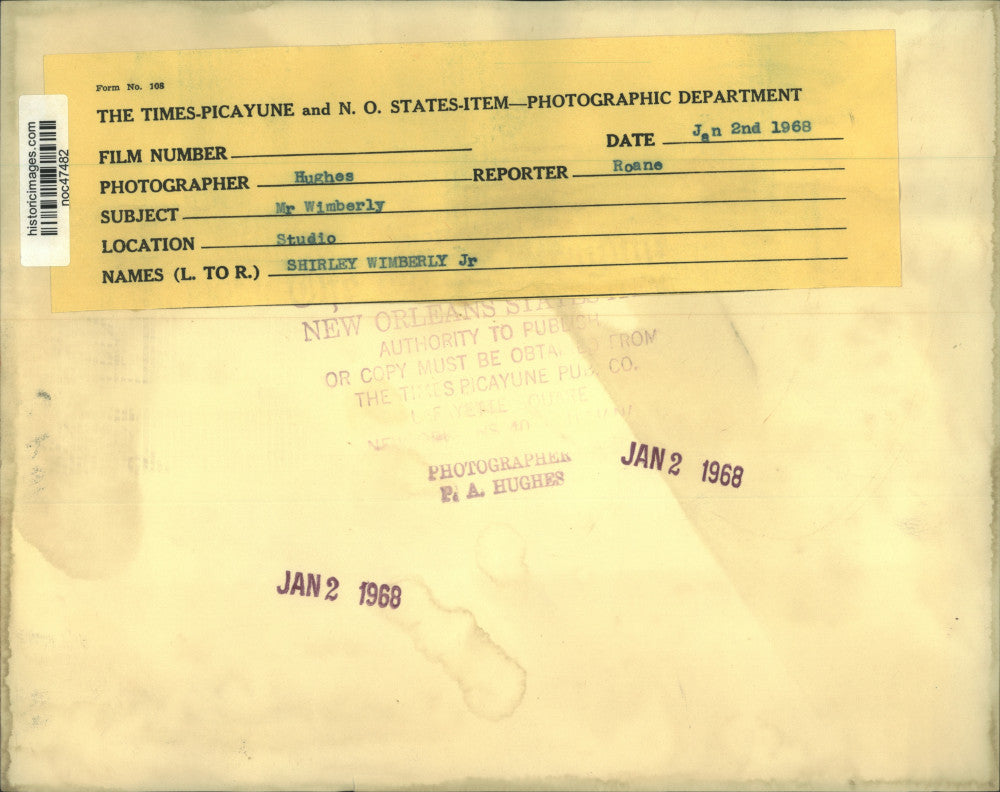 Form No. 108
THE TIMES-PICAYUNE and N. O. STATES-ITEM—PHOTOGRAPHIC DEPARTMENT
FILM NUMBER
DATE Jan 2nd 1968
PHOTOGRAPHER Hughes
REPORTER Roane
SUBJECT Mr Wimberly
LOCATION Studio
NAMES (L. TO R.) SHIRLEY WIMBERLY Jr
historicimages.com
noc47482
NEW ORLEANS
AUTHORITY TO PUBLISH
OR COPY MUST BE FROM
THE PICAYUNE PUB. CO.
PHOTOGRAPHER
P. A. HUGHES
JAN 2 1968
JAN 2 1968